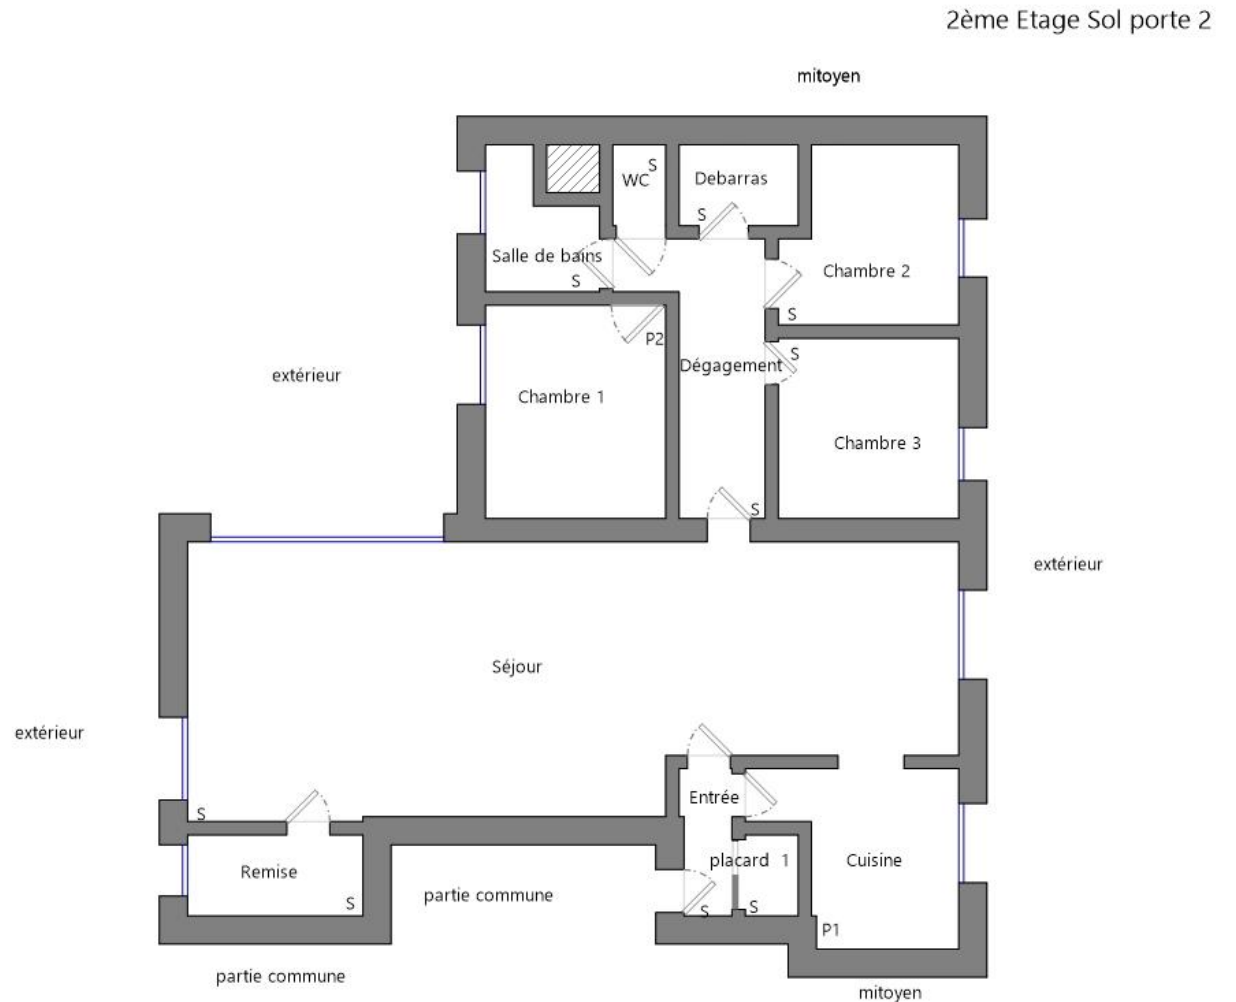 2ème Etage Sol porte 2
mitoyen
S
WC
Debarras
S
Salle de bains
S
Chambre 2
S
P2
S
Dégagement
extérieur
Chambre 1
Chambre 3
S
extérieur
Séjour
extérieur
Entrée
S
placard 1
Cuisine
Remise
S
partie commune
S
S
P1
partie commune
mitoyen